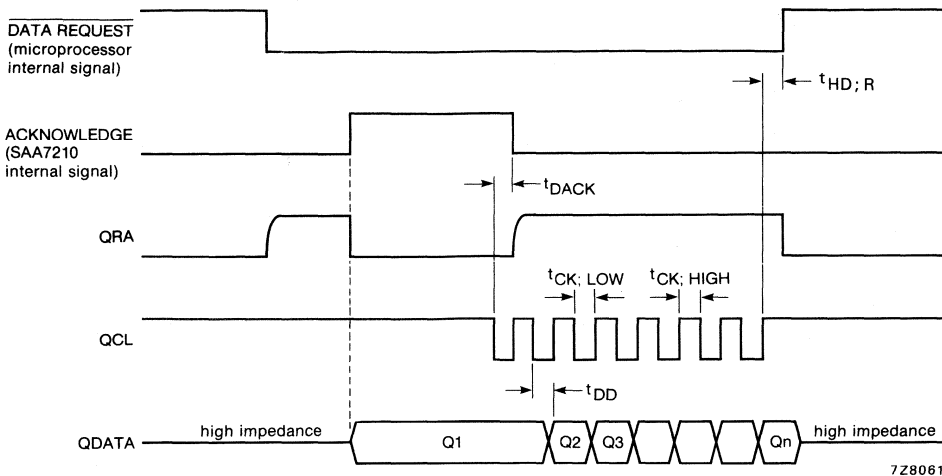 DATA REQUEST
(microprocessor
internal signal)
tHD; R
ACKNOWLEDGE
(SAA7210
internal signal)
tDACK
QRA
tCK; LOW
tCK; HIGH
QCL
tDD
QDATA
high impedance
Q1
Q2
Q3
Qn
high impedance
7Z8061